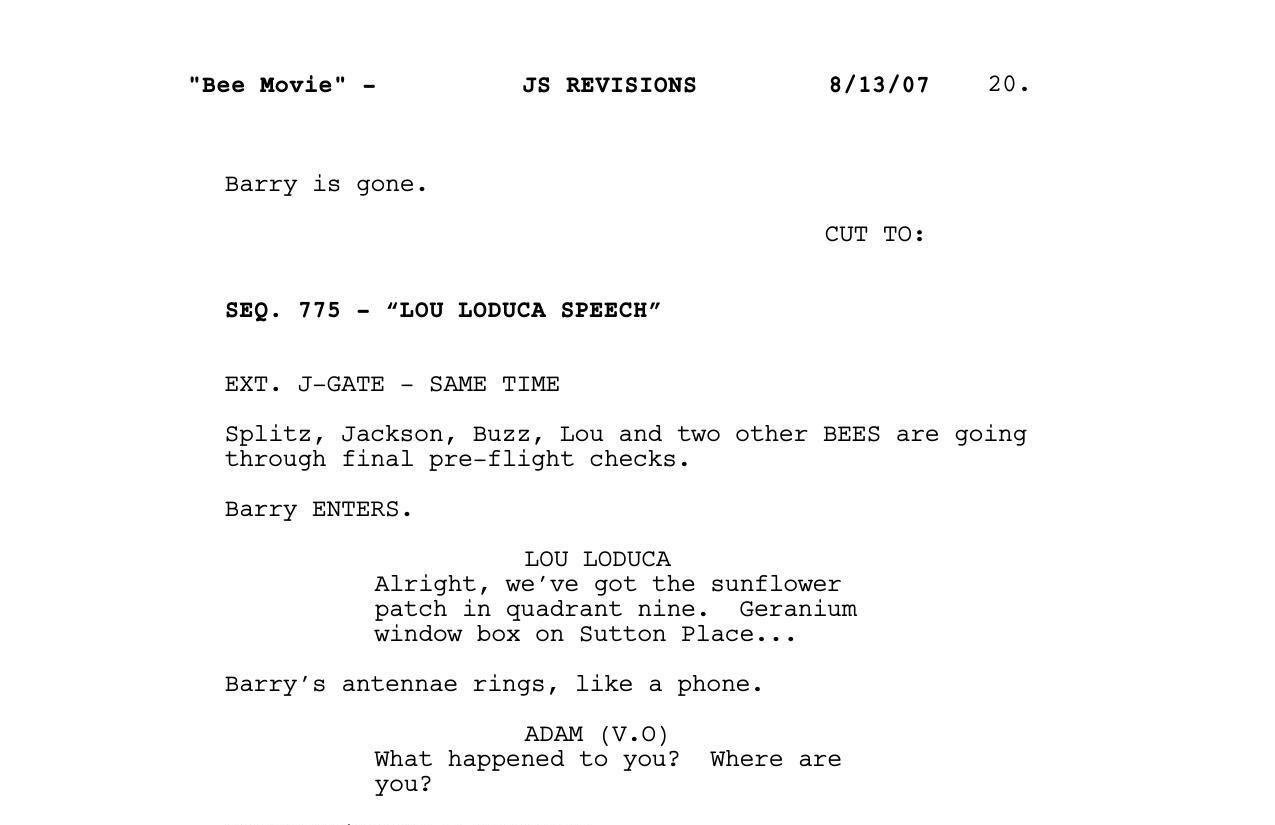 "Bee Movie" - JS REVISIONS 8/13/07 20.
Barry is gone.
CUT TO:
SEQ. 775 - “LOU LODUCA SPEECH”
EXT. J-GATE - SAME TIME
Splitz, Jackson, Buzz, Lou and two other BEES are going
through final pre-flight checks.
Barry ENTERS.
LOU LODUCA
Alright, we’ve got the sunflower
patch in quadrant nine.  Geranium
window box on Sutton Place...
Barry’s antennae rings, like a phone.
ADAM (V.O)
What happened to you?  Where are
you?